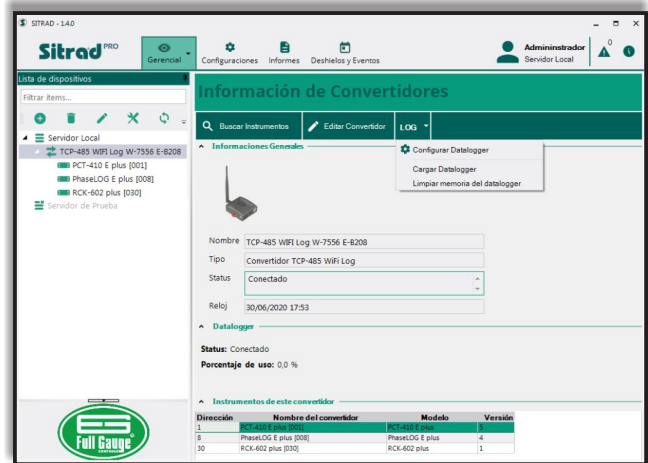 SITRAD - 1.4.0
Sitrad PRO
Gerencial
Configuraciones
Informes
Deshielos y Eventos
Admininstrador
Servidor Local
0
Lista de dispositivos
Filtrar ítems...
Servidor Local
TCP-485 WIFI Log W-7556 E-8208
PCT-410 E plus [001]
PhaseLOG E plus [008]
RCK-602 plus [030]
Servidor de Prueba
Full Gauge
CONTROLS
Información de Convertidores
Buscar Instrumentos
Editar Convertidor
LOG
Configurar Datalogger
Cargar Datalogger
Limpiar memoria del datalogger
Informaciones Generales
Nombre TCP-485 WIFI Log W-7556 E-8208
Tipo Convertidor TCP-485 WiFi Log
Status Conectado
Reloj 30/06/2020 17:53
Datalogger
Status: Conectado
Porcentaje de uso: 0,0 %
Instrumentos de este convertidor
Dirección Nombre del convertidor Modelo Versión
1 PCT-410 E plus [001] PCT-410 E plus 5
8 PhaseLOG E plus [008] PhaseLOG E plus 4
30 RCK-602 plus [030] RCK-602 plus 1